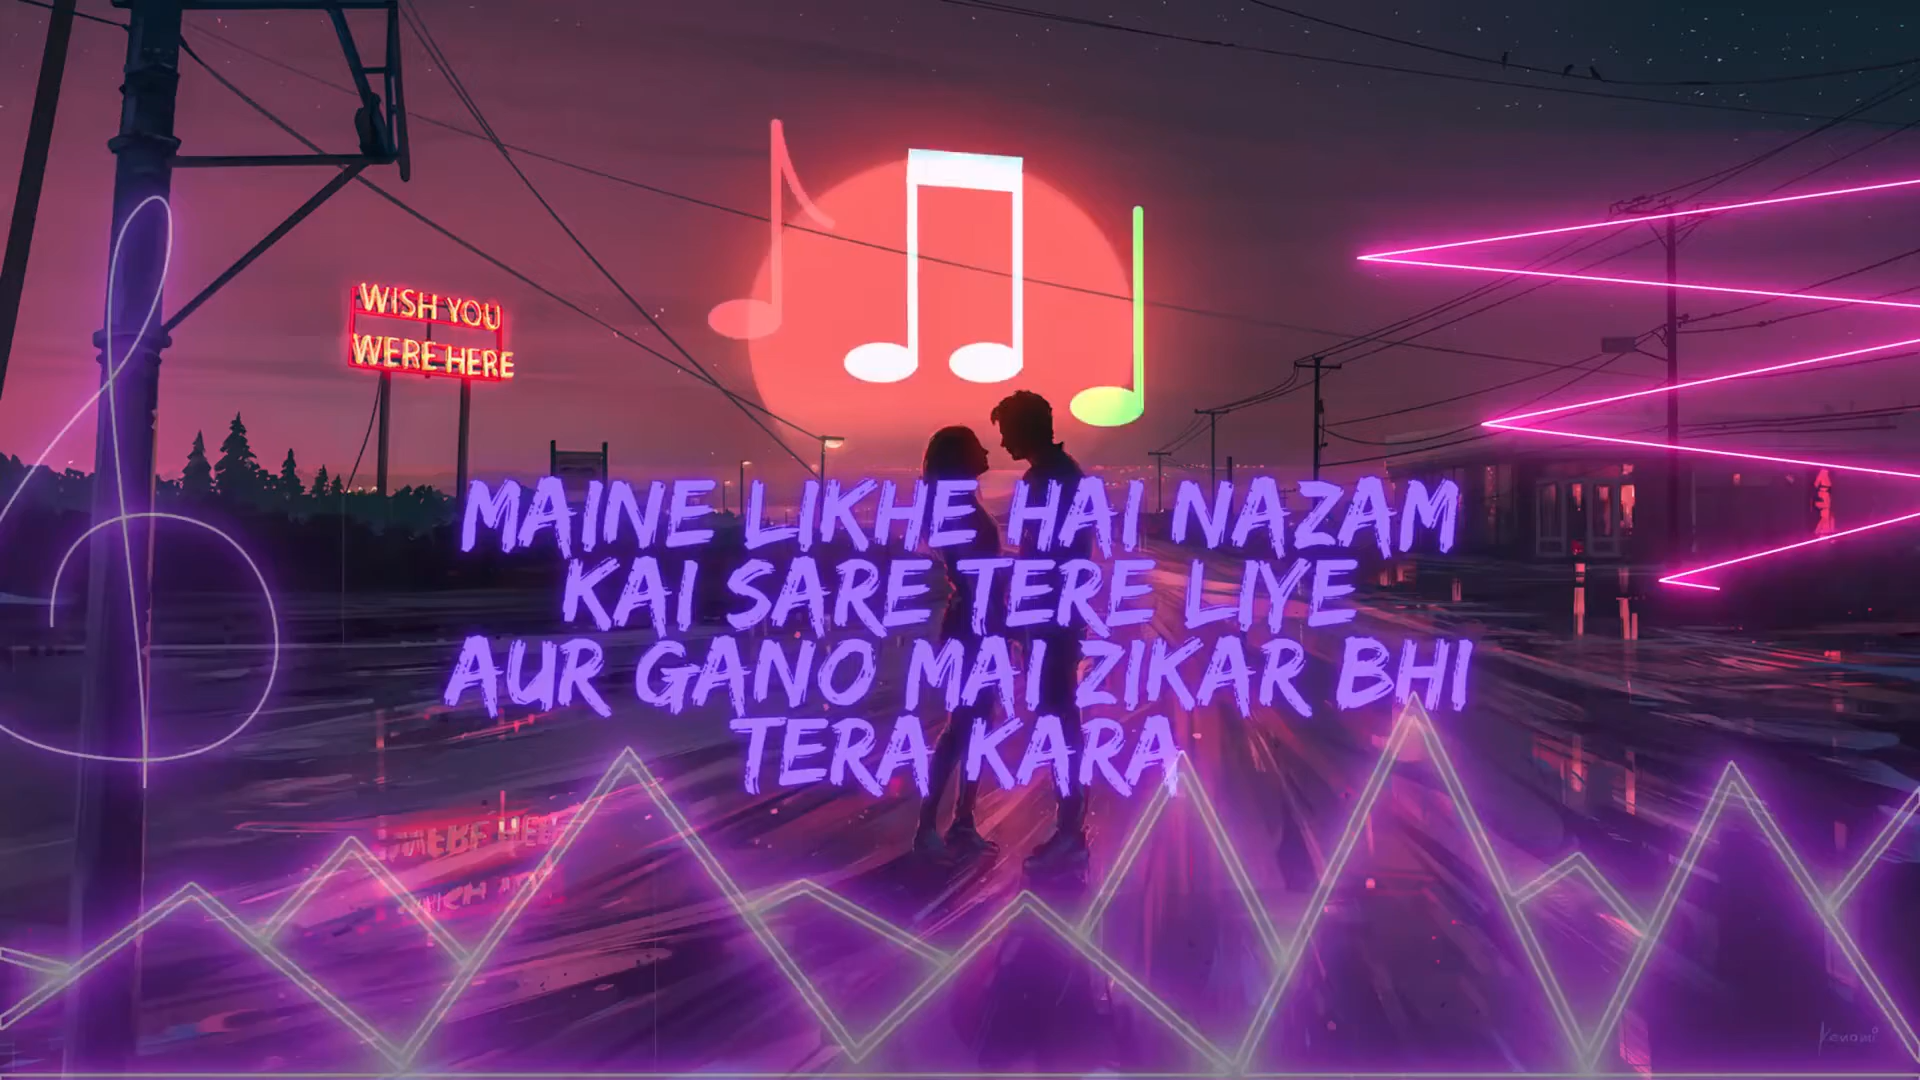 WISH YOU
WERE HERE
MAINE LIKHE HAI NAZAM
KAI SARE TERE LIYE
AUR GANO MAI ZIKAR BHI
TERA KARA